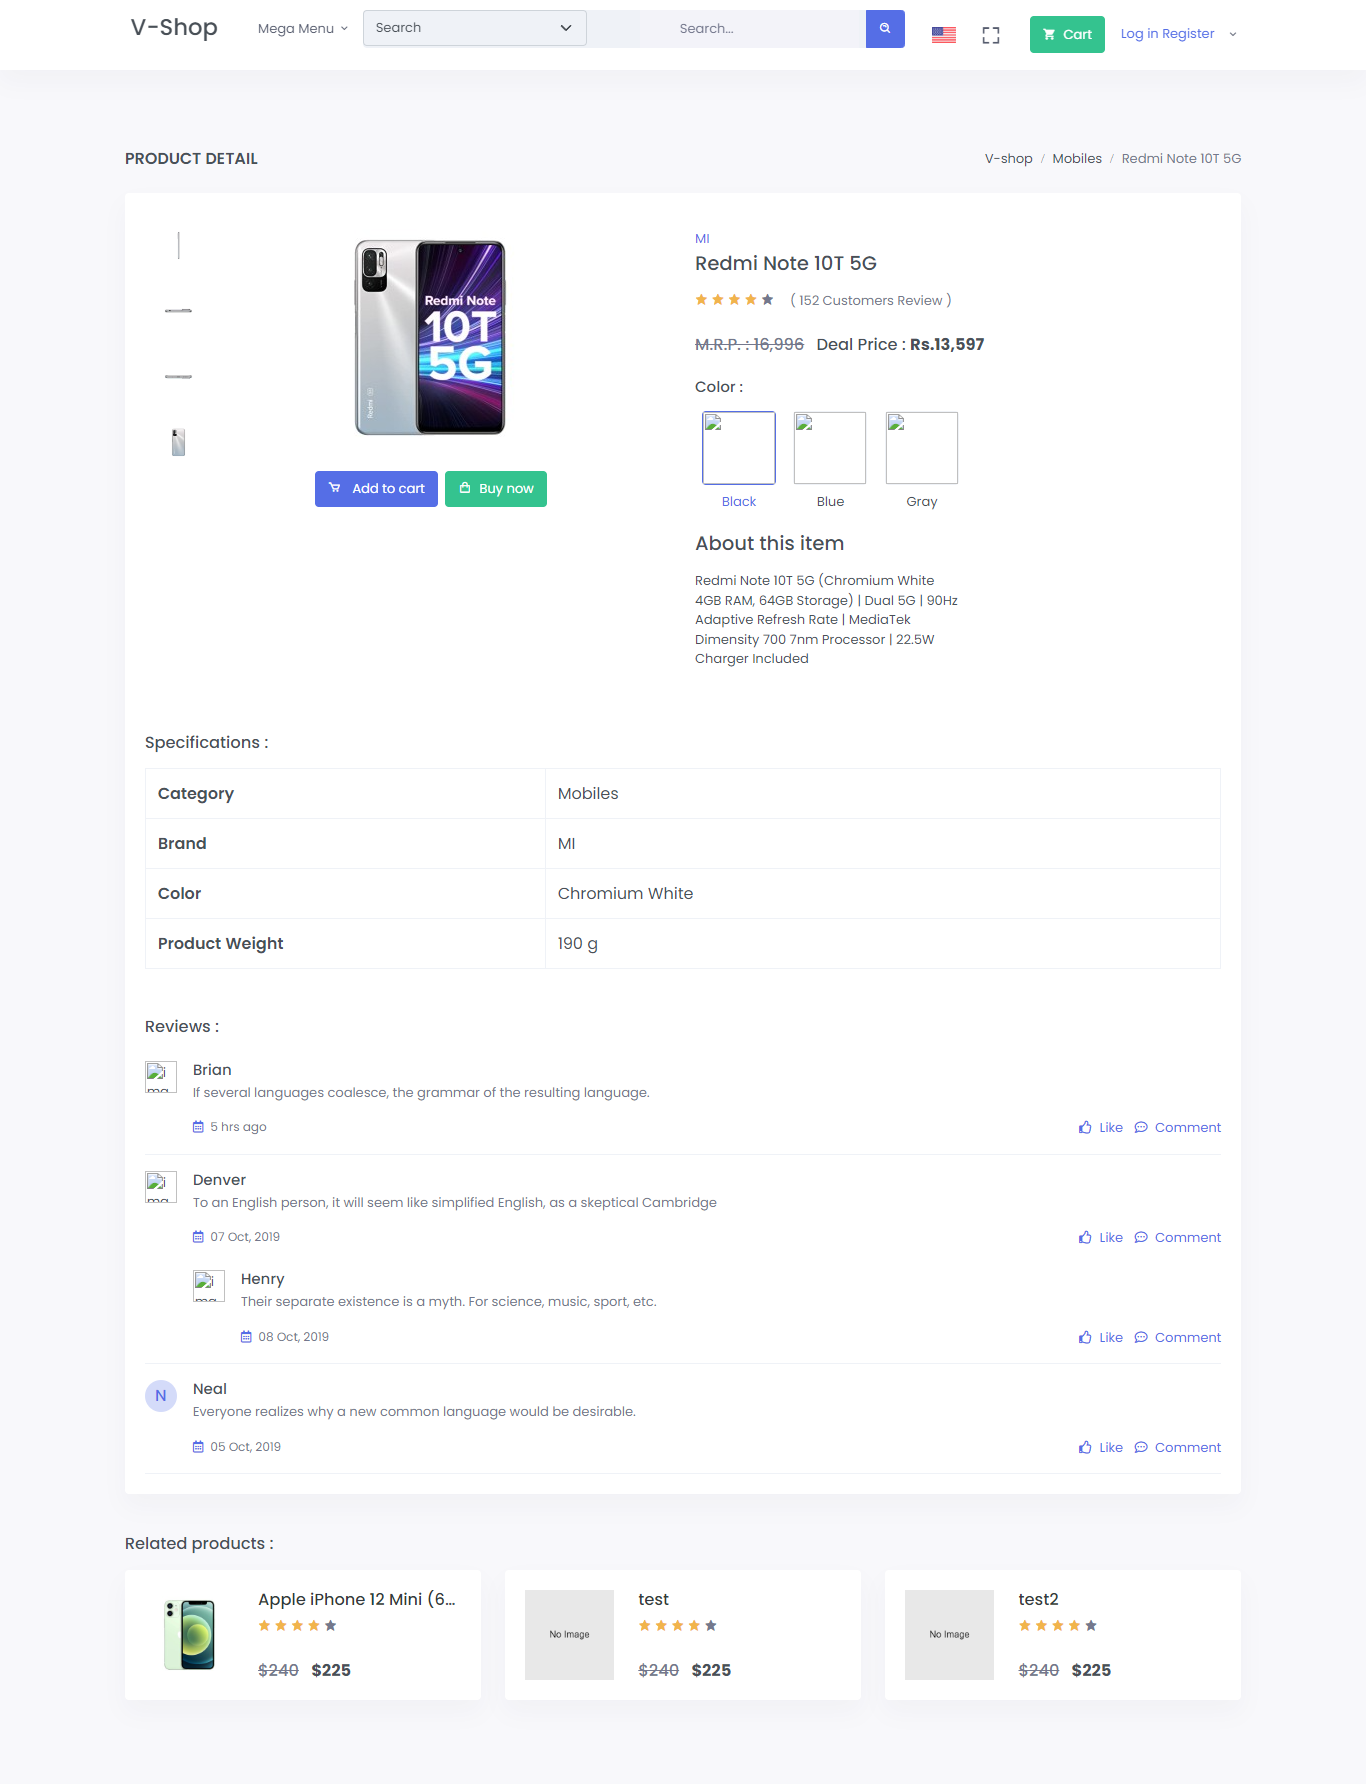 V-Shop
Mega Menu
Search
Search...
Cart
Log in Register
PRODUCT DETAIL
V-shop / Mobiles / Redmi Note 10T 5G
MI
Redmi Note 10T 5G
( 152 Customers Review )
M.R.P. : 16,996 Deal Price : Rs.13,597
Color :
Black
Blue
Gray
About this item
Redmi Note 10T 5G (Chromium White
4GB RAM, 64GB Storage) | Dual 5G | 90Hz
Adaptive Refresh Rate | MediaTek
Dimensity 700 7nm Processor | 22.5W
Charger Included
Redmi Note
10T
5G
Redmi
Add to cart
Buy now
Specifications :
Category Mobiles
Brand MI
Color Chromium White
Product Weight 190 g
Reviews :
Brian
If several languages coalesce, the grammar of the resulting language.
5 hrs ago
Like Comment
Denver
To an English person, it will seem like simplified English, as a skeptical Cambridge
07 Oct, 2019
Like Comment
Henry
Their separate existence is a myth. For science, music, sport, etc.
08 Oct, 2019
Like Comment
N
Neal
Everyone realizes why a new common language would be desirable.
05 Oct, 2019
Like Comment
Related products :
Apple iPhone 12 Mini (6...
$240 $225
No Image
test
$240 $225
No Image
test2
$240 $225